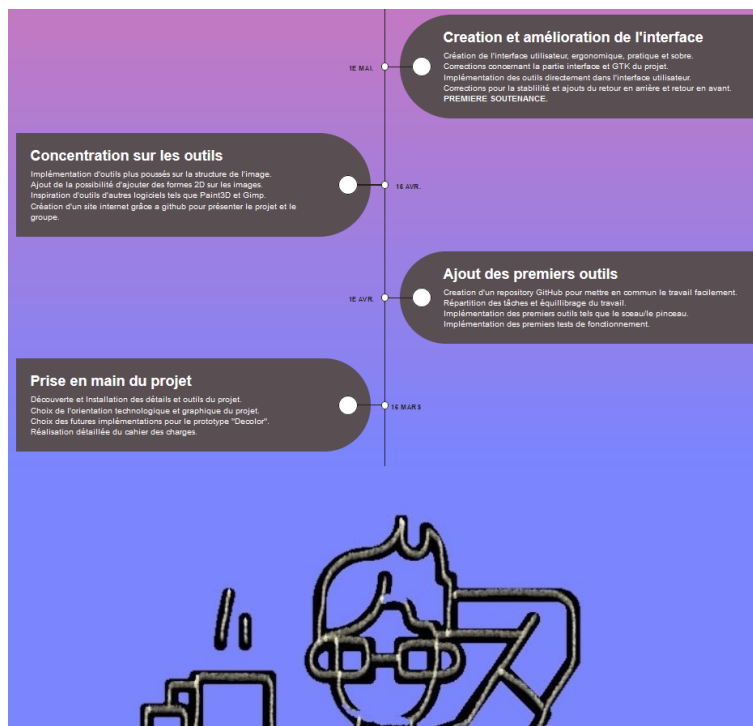 Creation et amélioration de l'interface
Création de l'interface utilisateur, ergonomique, pratique et sobre.
Corrections concernant la partie interface et GTK du projet.
Implémentation des outils directement dans l'interface utilisateur.
Corrections pour la stablilité et ajouts du retour en arrière et retour en avant.
PREMIERE SOUTENANCE.
1E MAI.
Concentration sur les outils
Implémentation d'outils plus poussés sur la structure de l'image.
Ajout de la possibilité d'ajouter des formes 2D sur les images.
Inspiration d'outils d'autres logiciels tels que Paint3D et Gimp.
Création d'un site internet grâce a github pour présenter le projet et le
groupe.
16 AVR.
Ajout des premiers outils
Creation d'un repository GitHub pour mettre en commun le travail facilement.
Répartition des tâches et équillibrage du travail.
Implémentation des premiers outils tels que le sceau/le pinceau.
Implémentation des premiers tests de fonctionnement.
1E AVR.
Prise en main du projet
Découverte et Installation des détails et outils du projet.
Choix de l'orientation technologique et graphique du projet.
Choix des futures implémentations pour le prototype "Decolor".
Réalisation détaillée du cahier des charges.
16 MARS